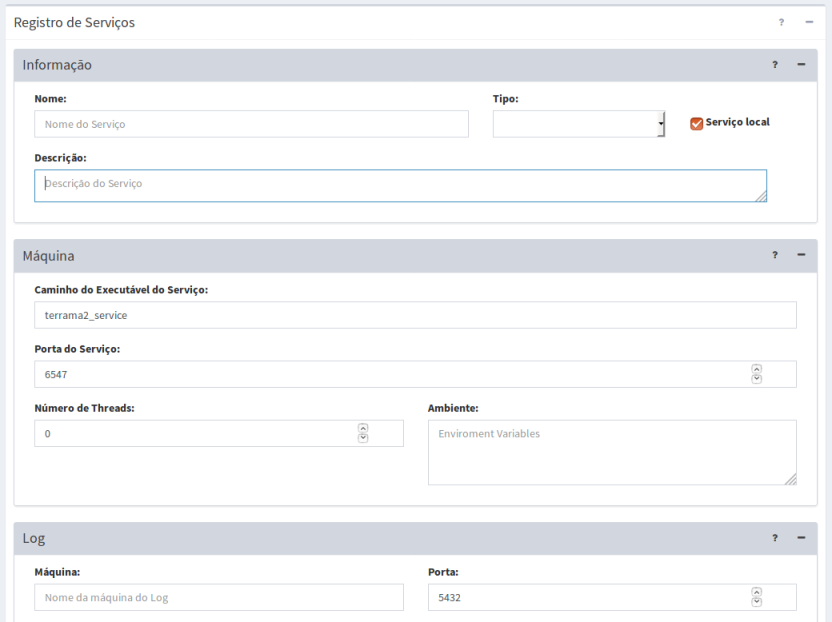 Registro de Serviços ? −
Informação ? −
Nome: Tipo:
Nome do Serviço Serviço local
Descrição:
Descrição do Serviço
Máquina ? −
Caminho do Executável do Serviço:
terrama2_service
Porta do Serviço:
6547
Número de Threads: Ambiente:
0 Enviroment Variables
Log ? −
Máquina: Porta:
Nome da máquina do Log 5432